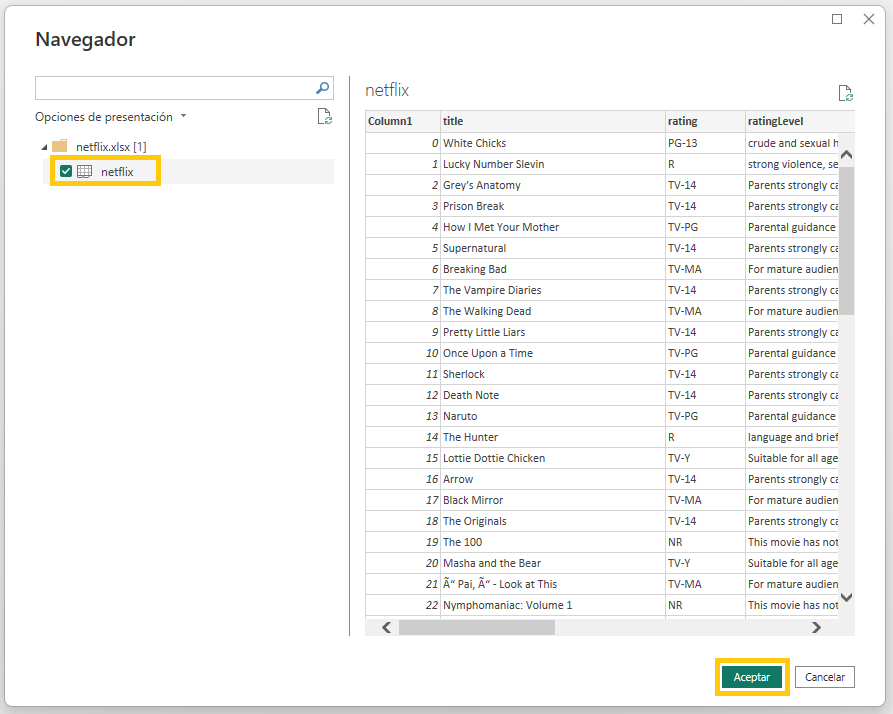 Navegador
Opciones de presentación
netflix.xlsx [1]
netflix
netflix
Column1 title rating ratingLevel
0 White Chicks PG-13 crude and sexual h
1 Lucky Number Slevin R strong violence, se
2 Grey's Anatomy TV-14 Parents strongly ca
3 Prison Break TV-14 Parents strongly ca
4 How I Met Your Mother TV-PG Parental guidance
5 Supernatural TV-14 Parents strongly ca
6 Breaking Bad TV-MA For mature audien
7 The Vampire Diaries TV-14 Parents strongly ca
8 The Walking Dead TV-MA For mature audien
9 Pretty Little Liars TV-14 Parents strongly ca
10 Once Upon a Time TV-PG Parental guidance
11 Sherlock TV-14 Parents strongly ca
12 Death Note TV-14 Parents strongly ca
13 Naruto TV-PG Parental guidance
14 The Hunter R language and brief
15 Lottie Dottie Chicken TV-Y Suitable for all age
16 Arrow TV-14 Parents strongly ca
17 Black Mirror TV-MA For mature audien
18 The Originals TV-14 Parents strongly ca
19 The 100 NR This movie has not
20 Masha and the Bear TV-Y Suitable for all age
21 Ã“ Pai, Ã“ - Look at This TV-MA For mature audien
22 Nymphomaniac: Volume 1 NR This movie has not
Aceptar Cancelar